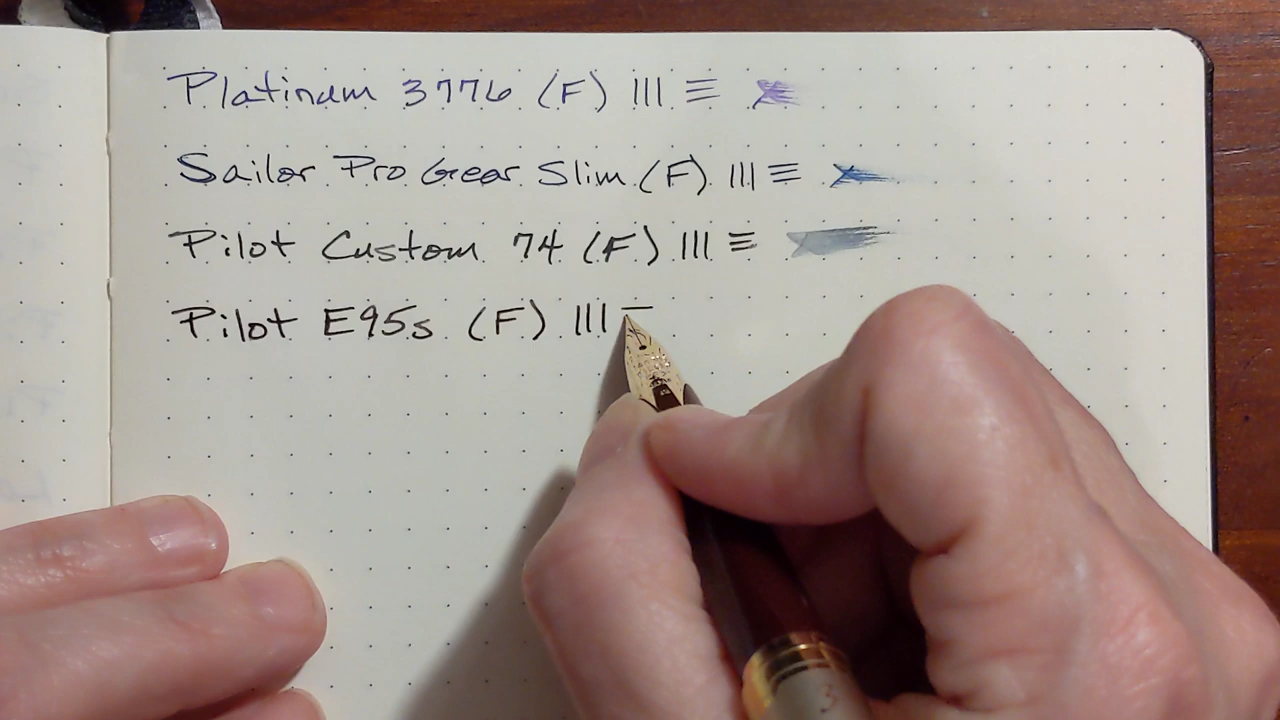 Platinum 3776 (F) ||| ≡
Sailor Pro Gear Slim (F) ||| ≡
Pilot Custom 74 (F) ||| ≡
Pilot E95s (F) ||| –